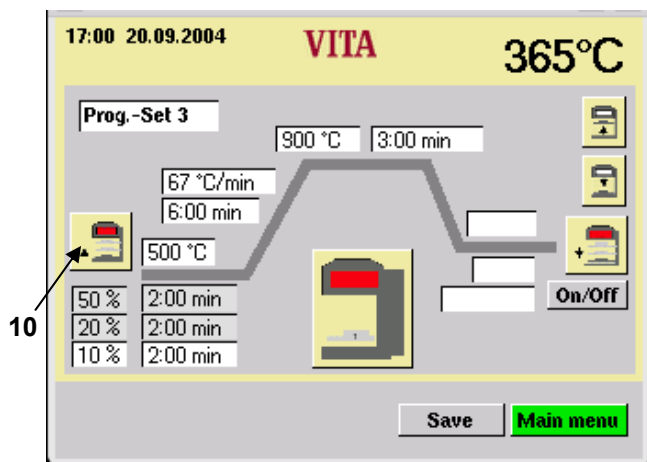 17:00 20.09.2004
VITA
365°C
Prog.-Set 3
900 °C
3:00 min
67 °C/min
6:00 min
500 °C
50 %
2:00 min
20 %
2:00 min
10 %
2:00 min
On/Off
10
Save
Main menu